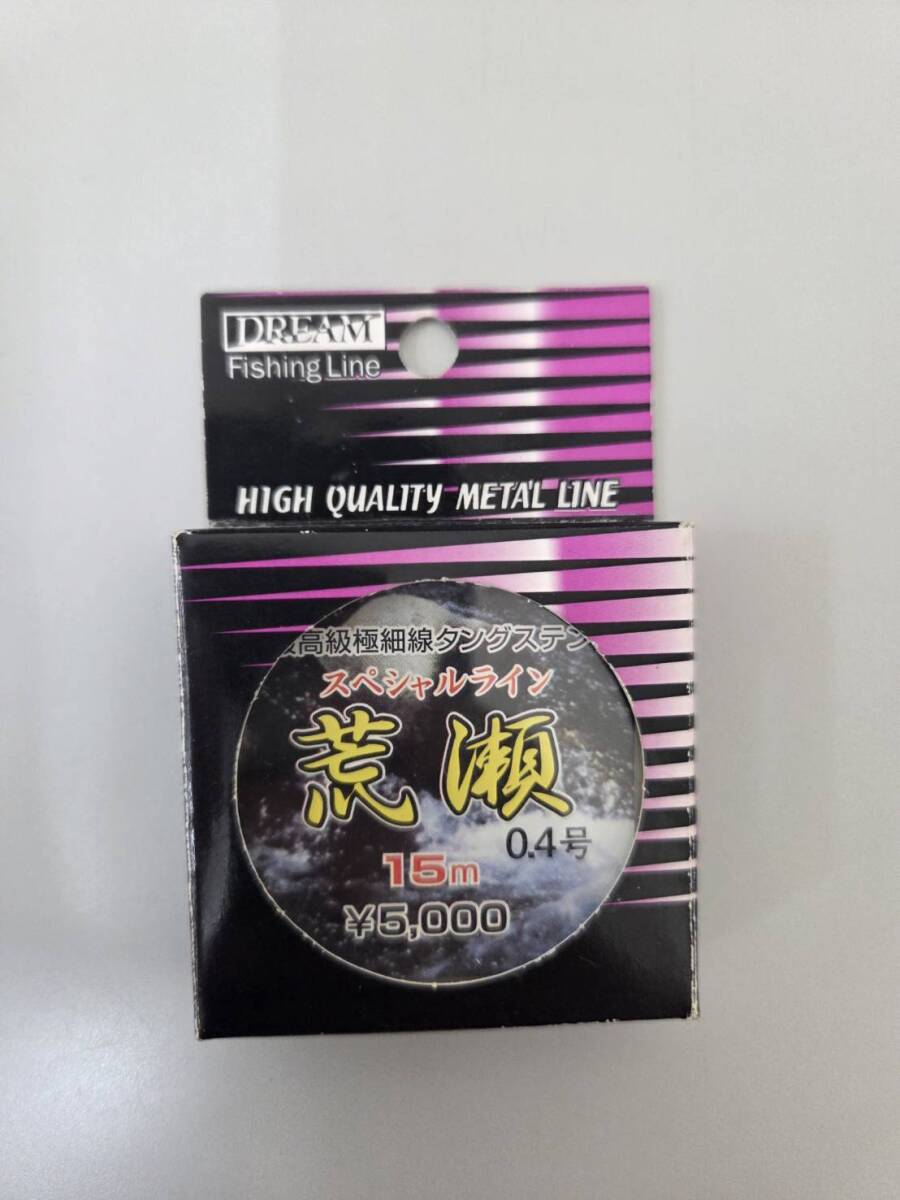 DREAM
Fishing Line
HIGH QUALITY METAL LINE
最高級極細線タングステン
スペシャルライン
荒瀬
0.4号
15m
¥5,000